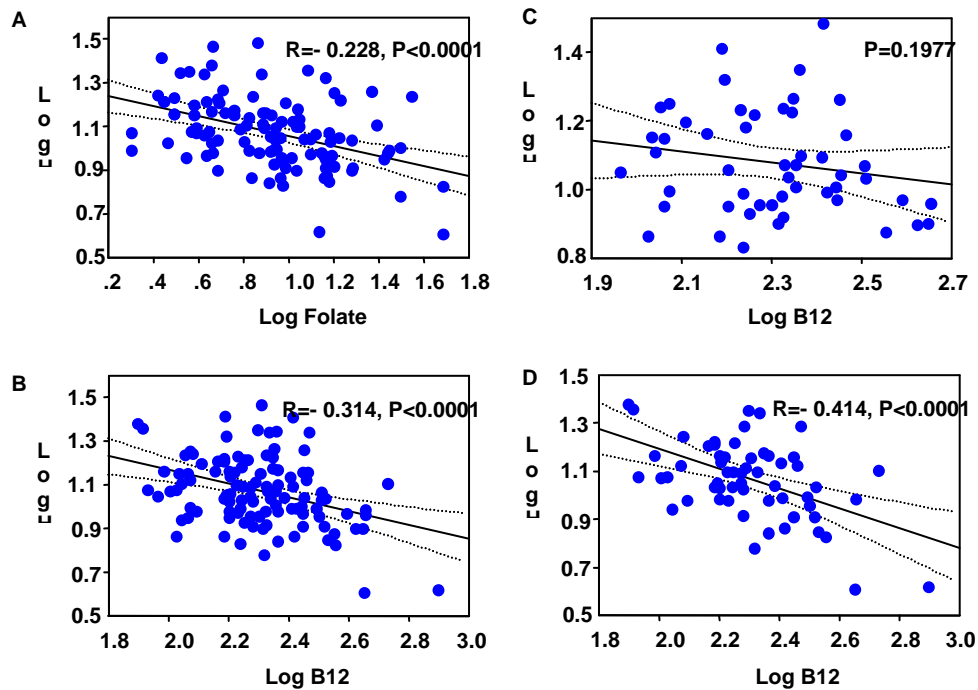 A
R=- 0.228, P<0.0001
1.5
1.3
1.1
0.9
0.7
0.5
Log
.2 .4 .6 .8 1.0 1.2 1.4 1.6 1.8
Log Folate
C
P=0.1977
1.4
1.2
1.0
0.8
Log
1.9 2.1 2.3 2.5 2.7
Log B12
B
R=- 0.314, P<0.0001
1.5
1.3
1.1
0.9
0.7
0.5
Log
1.8 2.0 2.2 2.4 2.6 2.8 3.0
Log B12
D
R=- 0.414, P<0.0001
1.5
1.3
1.1
0.9
0.7
0.5
Log
1.8 2.0 2.2 2.4 2.6 2.8 3.0
Log B12